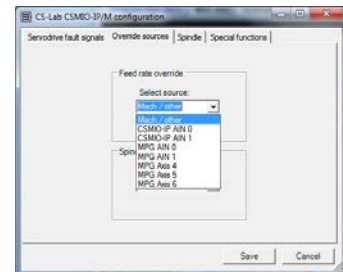 CS-Lab CSMIO-IP/M configuration
Servodrive fault signals Override sources Spindle Special functions
Feed rate override
Select source:
Mach / other
Mach / other
CSMIO-IP AIN 0
CSMIO-IP AIN 1
MPG AIN 0
MPG AIN 1
MPG Axis 4
MPG Axis 5
MPG Axis 6
Spin
Save Cancel